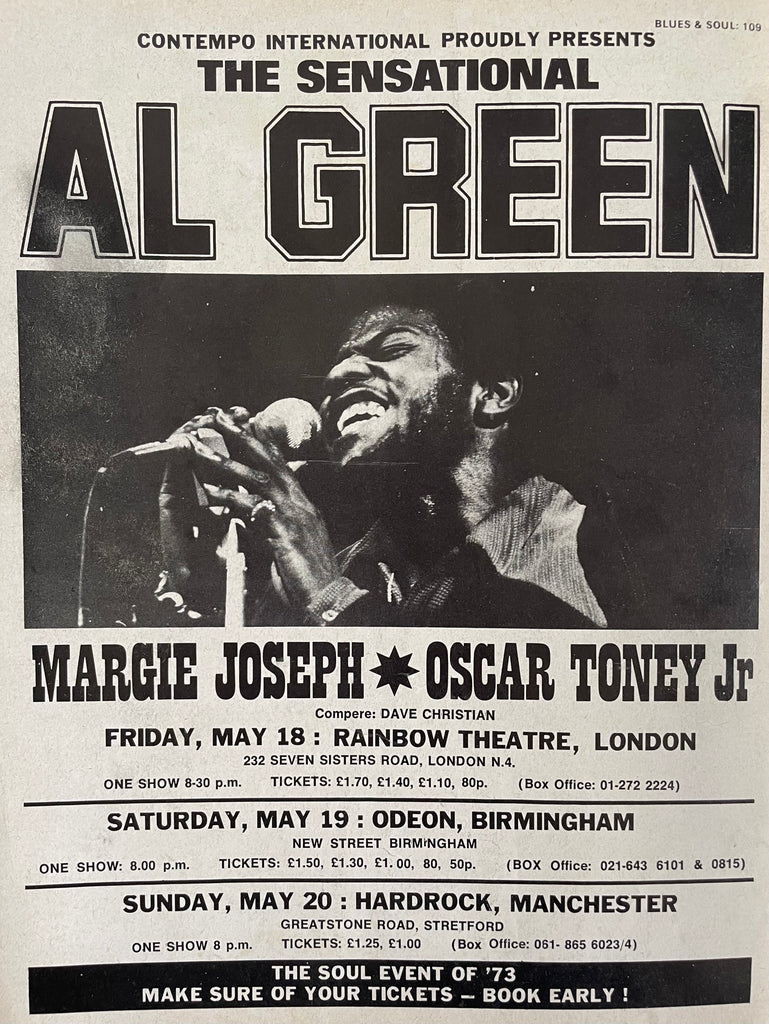 BLUES & SOUL: 109
CONTEMPO INTERNATIONAL PROUDLY PRESENTS
THE SENSATIONAL
AL GREEN
MARGIE JOSEPH ✷ OSCAR TONEY Jr
Compere: DAVE CHRISTIAN
FRIDAY, MAY 18 : RAINBOW THEATRE, LONDON
232 SEVEN SISTERS ROAD, LONDON N.4.
ONE SHOW 8-30 p.m. TICKETS: £1.70, £1.40, £1.10, 80p. (Box Office: 01-272 2224)
SATURDAY, MAY 19 : ODEON, BIRMINGHAM
NEW STREET BIRMINGHAM
ONE SHOW: 8.00 p.m. TICKETS: £1.50, £1.30, £1.00, 80, 50p. (BOX Office: 021-643 6101 & 0815)
SUNDAY, MAY 20 : HARDROCK, MANCHESTER
GREATSTONE ROAD, STRETFORD
ONE SHOW 8 p.m. TICKETS: £1.25, £1.00 (Box Office: 061- 865 6023/4)
THE SOUL EVENT OF '73
MAKE SURE OF YOUR TICKETS — BOOK EARLY !